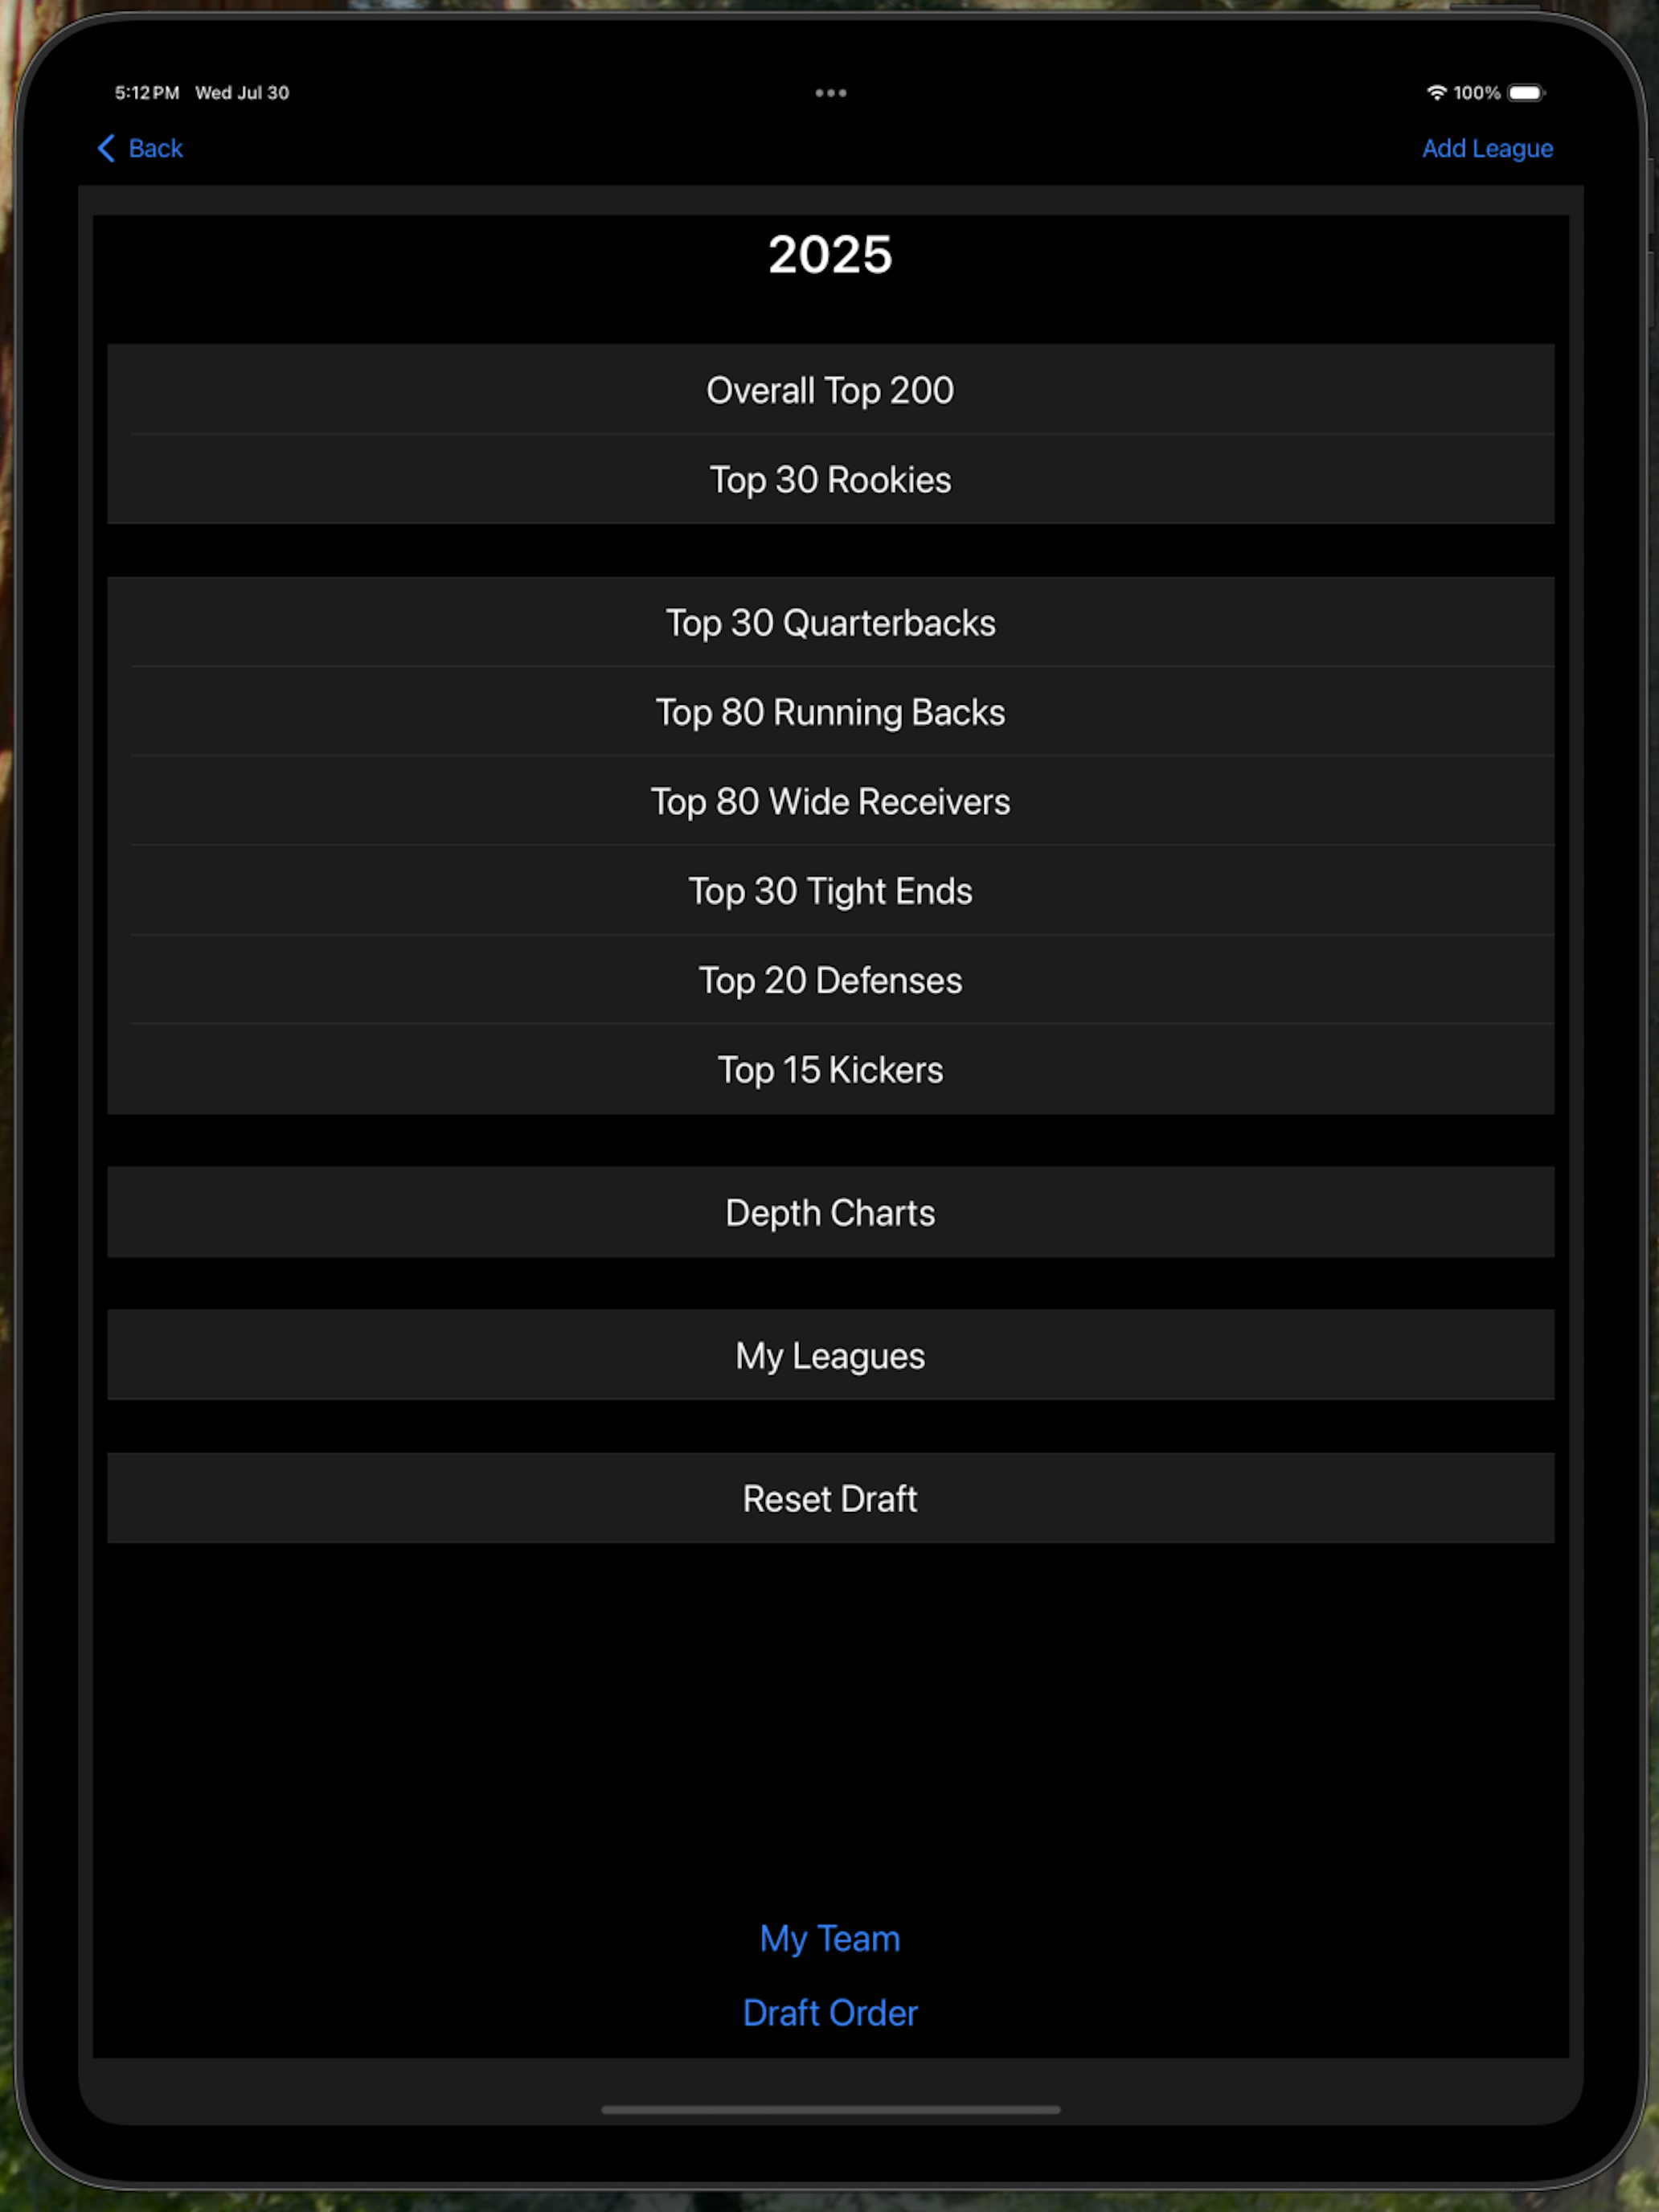 5:12 PM Wed Jul 30
100%
Back
Add League
2025
Overall Top 200
Top 30 Rookies
Top 30 Quarterbacks
Top 80 Running Backs
Top 80 Wide Receivers
Top 30 Tight Ends
Top 20 Defenses
Top 15 Kickers
Depth Charts
My Leagues
Reset Draft
My Team
Draft Order